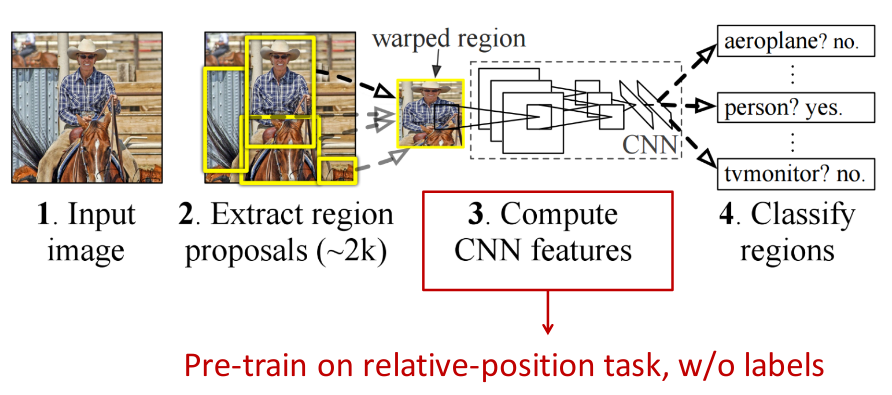 warped region
aeroplane? no.
⋮
person? yes.
⋮
tvmonitor? no.
CNN
1. Input
image
2. Extract region
proposals (~2k)
3. Compute
CNN features
4. Classify
regions
Pre-train on relative-position task, w/o labels